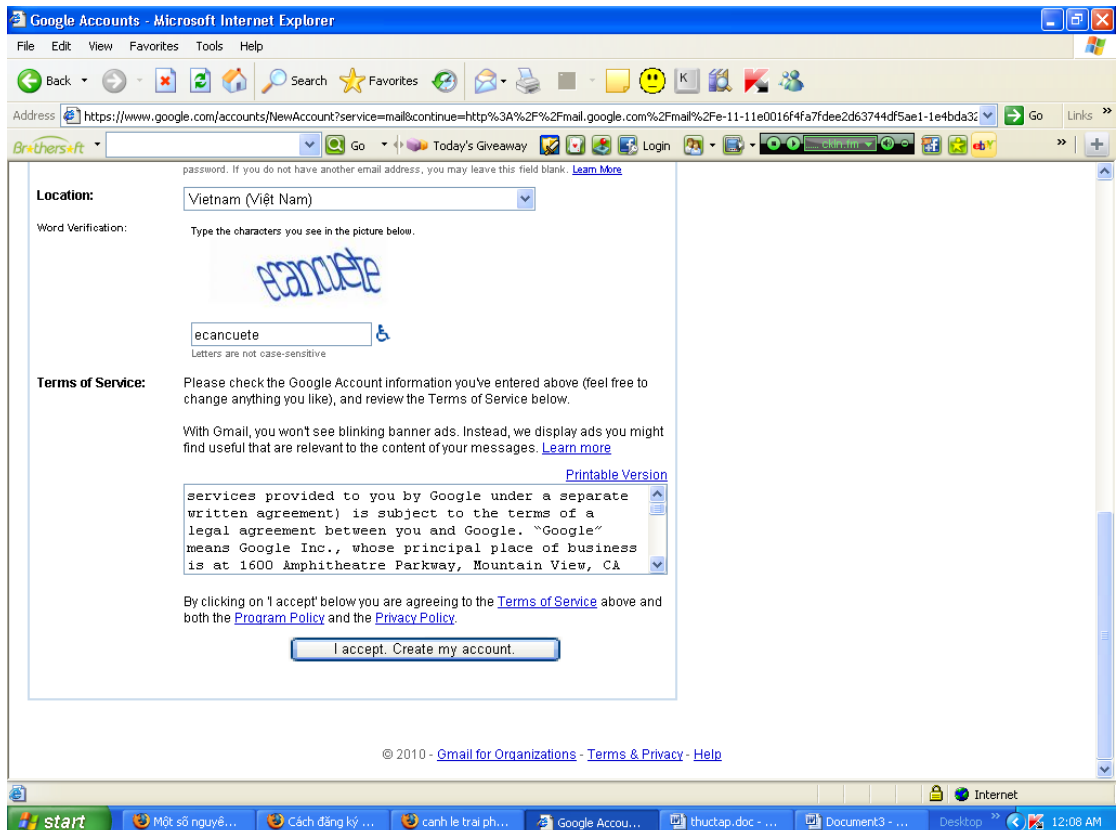 Google Accounts - Microsoft Internet Explorer
File Edit View Favorites Tools Help
Back Search Favorites K
Address https://www.google.com/accounts/NewAccount?service=mail&continue=http%3A%2F%2Fmail.google.com%2Fmail%2Fe-11-11e0016f4fa7fdee2d63744df5ae1-1e4bda32 Go Links »
Brothersoft Go Today's Giveaway Login ckin.fm ebY »
password. If you do not have another email address, you may leave this field blank. Learn More
Location: Vietnam (Việt Nam)
Word Verification: Type the characters you see in the picture below.
ecancuete
ecancuete
Letters are not case-sensitive
Terms of Service: Please check the Google Account information you've entered above (feel free to
change anything you like), and review the Terms of Service below.
With Gmail, you won't see blinking banner ads. Instead, we display ads you might
find useful that are relevant to the content of your messages. Learn more
Printable Version
services provided to you by Google under a separate
written agreement) is subject to the terms of a
legal agreement between you and Google. “Google”
means Google Inc., whose principal place of business
is at 1600 Amphitheatre Parkway, Mountain View, CA
By clicking on 'I accept' below you are agreeing to the Terms of Service above and
both the Program Policy and the Privacy Policy.
I accept. Create my account.
© 2010 - Gmail for Organizations - Terms & Privacy - Help
Internet
start Một số nguyê... Cách đăng ký ... canh le trai ph... Google Accou... thuctap.doc - ... Document3 - ... Desktop » 12:08 AM